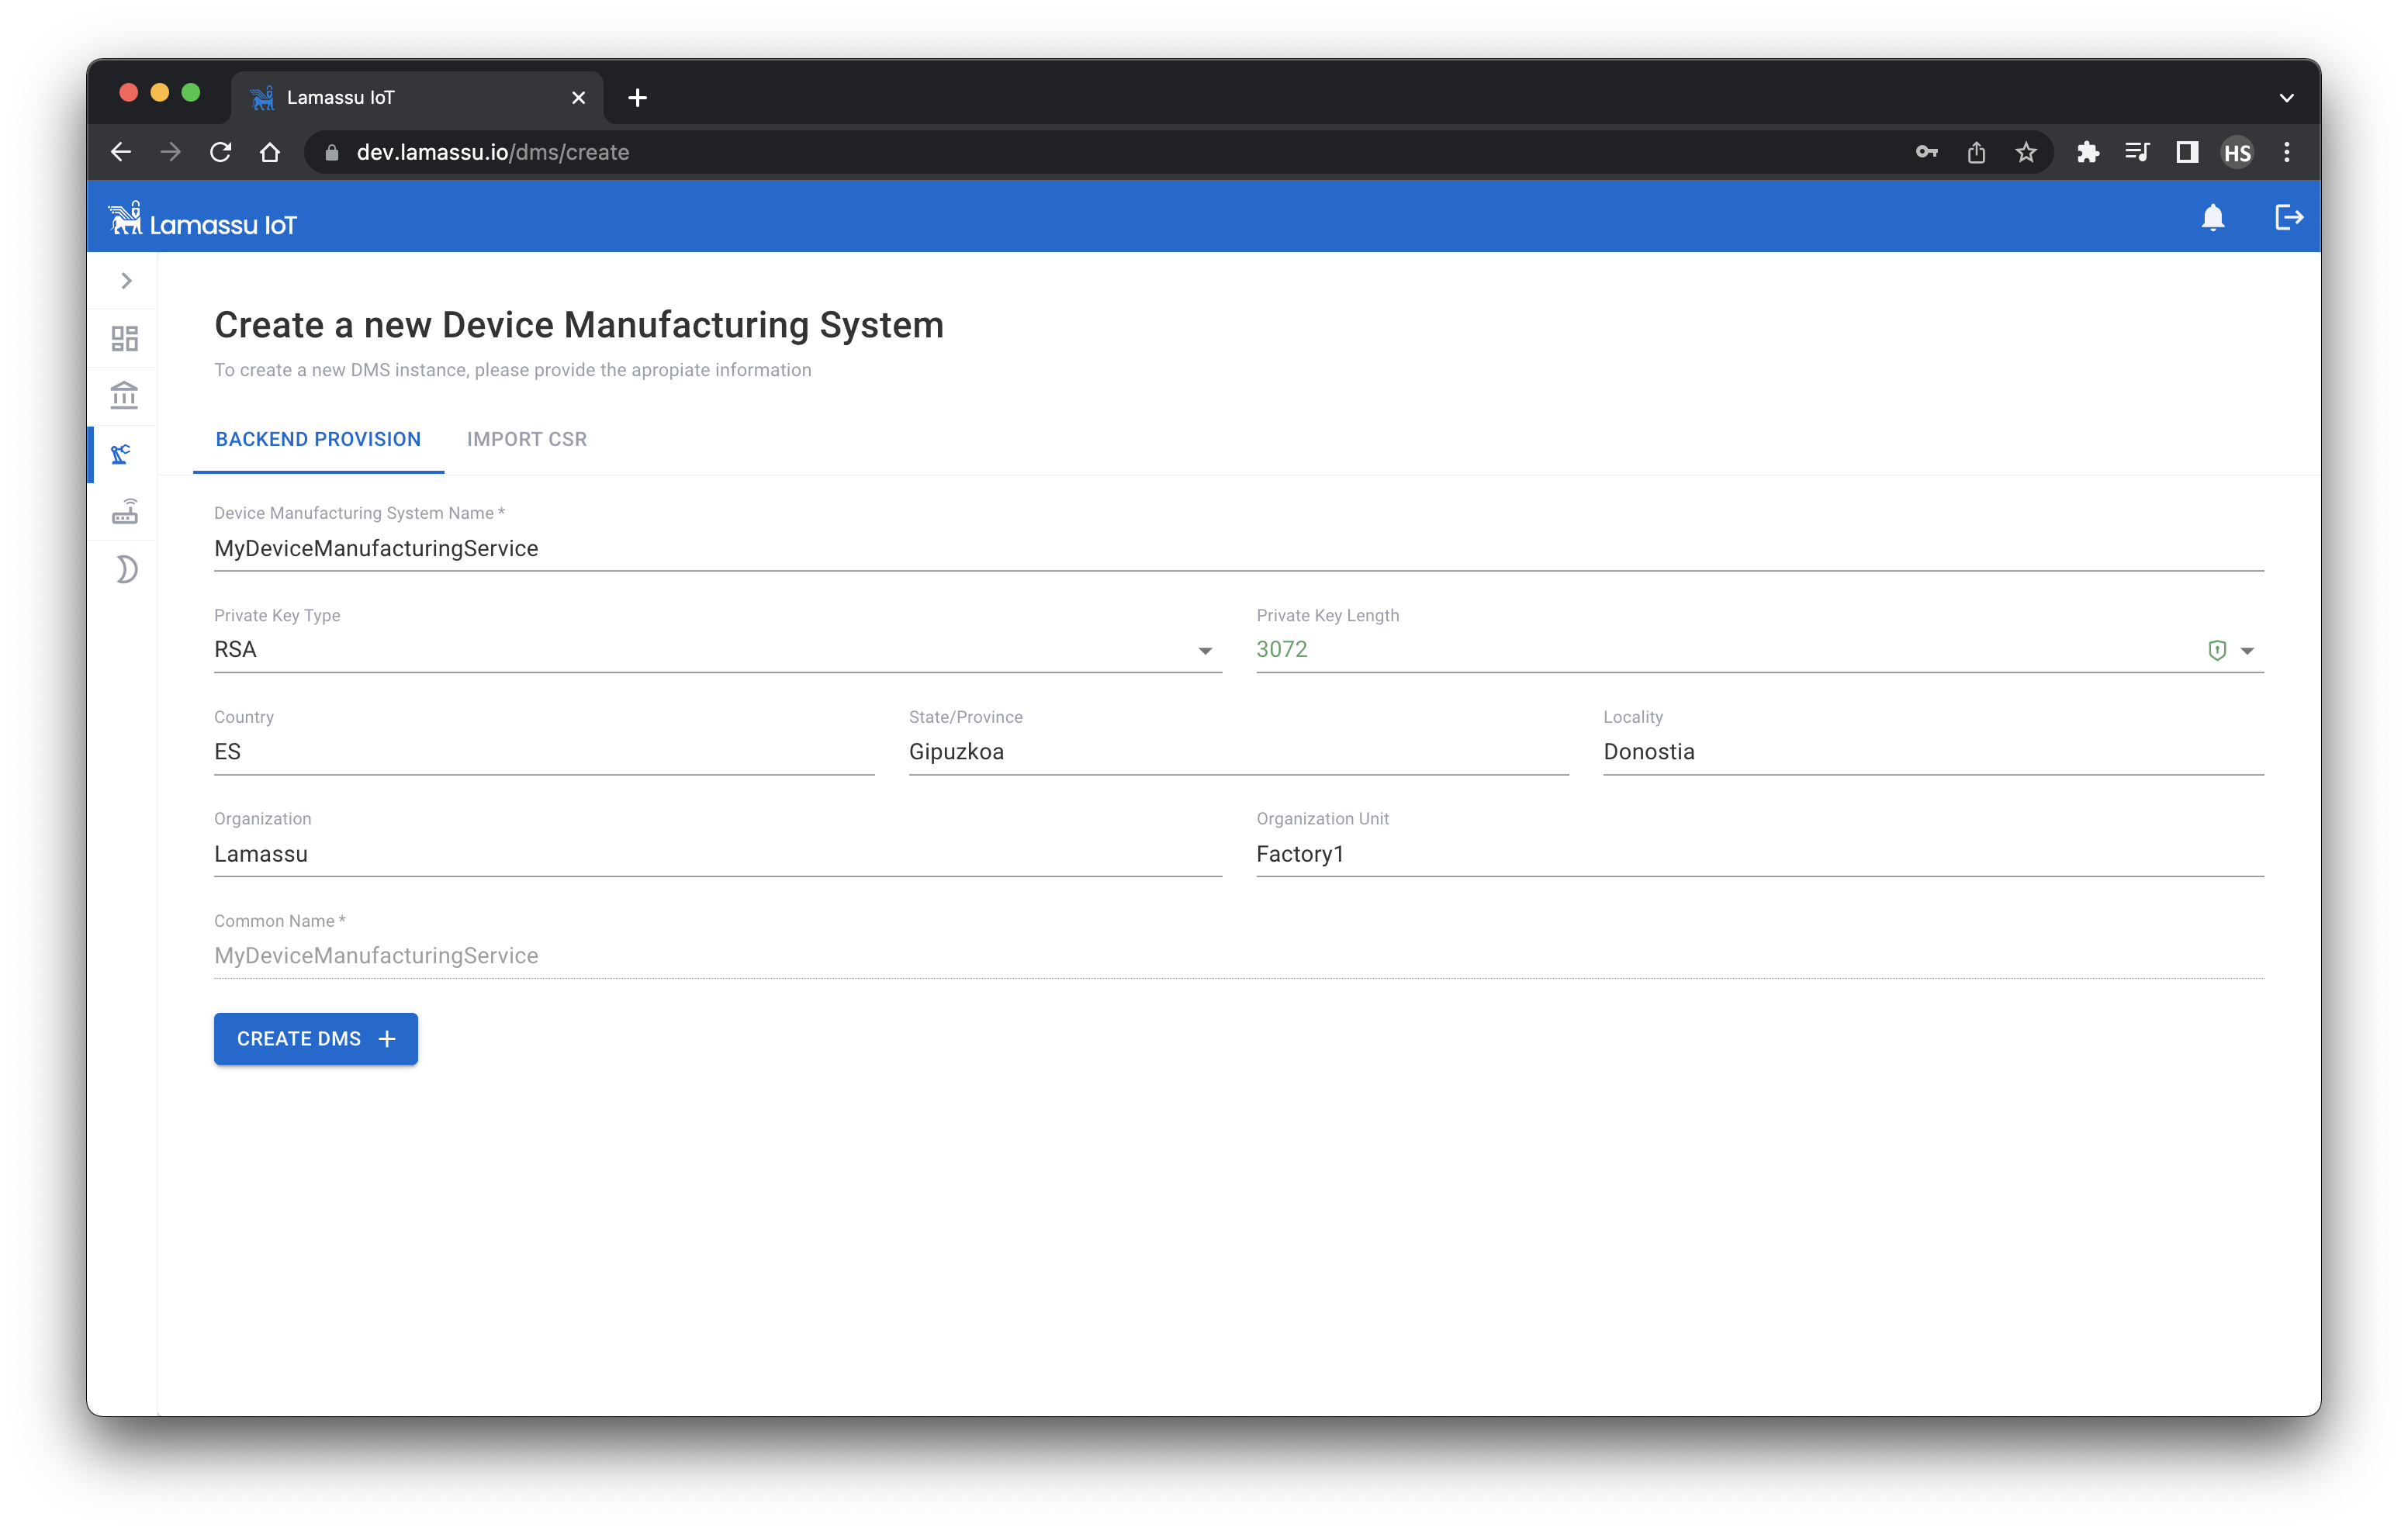 Lamassu IoT
dev.lamassu.io/dms/create
HS
Lamassu IoT
Create a new Device Manufacturing System
To create a new DMS instance, please provide the apropiate information
BACKEND PROVISION IMPORT CSR
Device Manufacturing System Name *
MyDeviceManufacturingService
Private Key Type Private Key Length
RSA 3072
Country State/Province Locality
ES Gipuzkoa Donostia
Organization Organization Unit
Lamassu Factory1
Common Name *
MyDeviceManufacturingService
CREATE DMS +